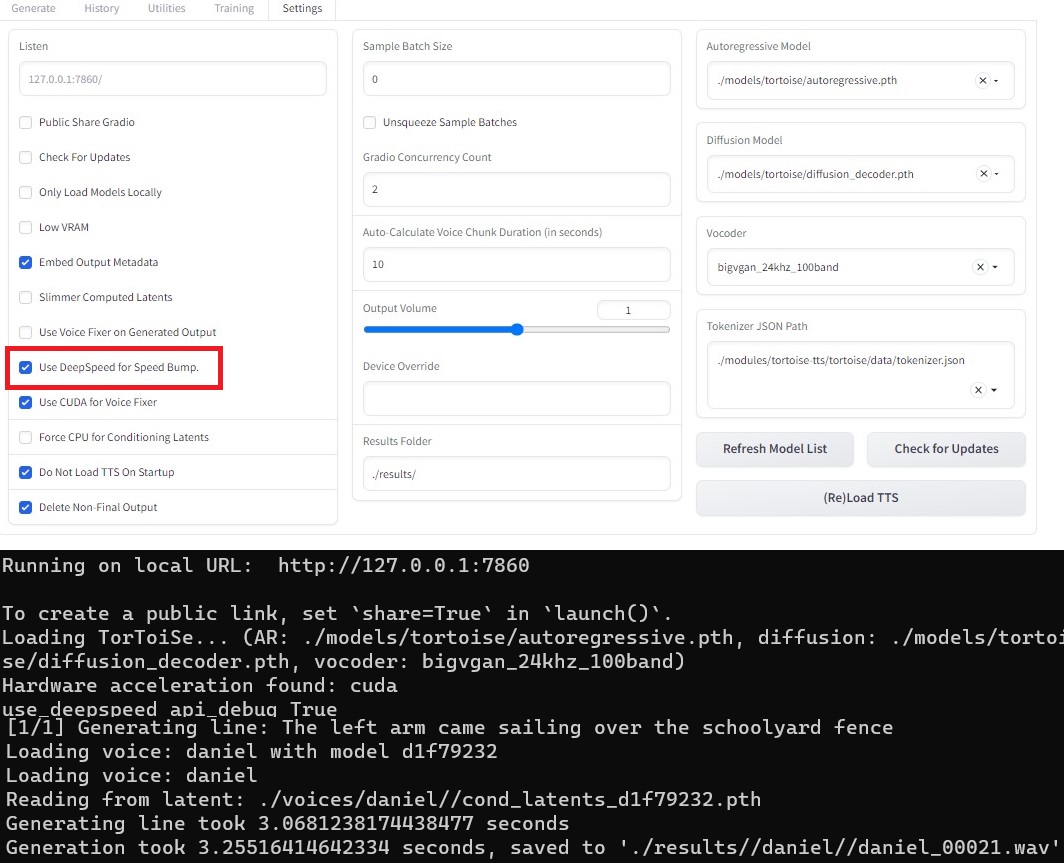 Generate
History
Utilities
Training
Settings
Listen
127.0.0.1:7860/
Public Share Gradio
Check For Updates
Only Load Models Locally
Low VRAM
Embed Output Metadata
Slimmer Computed Latents
Use Voice Fixer on Generated Output
Use DeepSpeed for Speed Bump.
Use CUDA for Voice Fixer
Force CPU for Conditioning Latents
Do Not Load TTS On Startup
Delete Non-Final Output
Sample Batch Size
0
Unsqueeze Sample Batches
Gradio Concurrency Count
2
Auto-Calculate Voice Chunk Duration (in seconds)
10
Output Volume
1
Device Override
Results Folder
./results/
Autoregressive Model
./models/tortoise/autoregressive.pth
Diffusion Model
./models/tortoise/diffusion_decoder.pth
Vocoder
bigvgan_24khz_100band
Tokenizer JSON Path
./modules/tortoise-tts/tortoise/data/tokenizer.json
Refresh Model List
Check for Updates
(Re)Load TTS
Running on local URL:  http://127.0.0.1:7860
To create a public link, set `share=True` in `launch()`.
Loading TorToiSe... (AR: ./models/tortoise/autoregressive.pth, diffusion: ./models/tortoi
se/diffusion_decoder.pth, vocoder: bigvgan_24khz_100band)
Hardware acceleration found: cuda
use_deepspeed api_debug True
[1/1] Generating line: The left arm came sailing over the schoolyard fence
Loading voice: daniel with model d1f79232
Loading voice: daniel
Reading from latent: ./voices/daniel//cond_latents_d1f79232.pth
Generating line took 3.0681238174438477 seconds
Generation took 3.25516414642334 seconds, saved to './results//daniel//daniel_00021.wav'